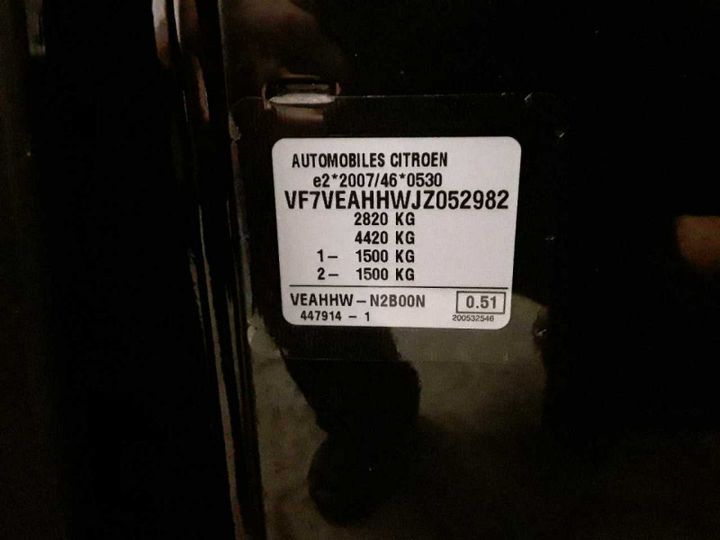 AUTOMOBILES CITROEN
e2*2007/46*0530
VF7VEAHHWJZ052982
2820 KG
4420 KG
1- 1500 KG
2- 1500 KG
VEAHHW-N2B00N 0.51
447914 - 1 200532546